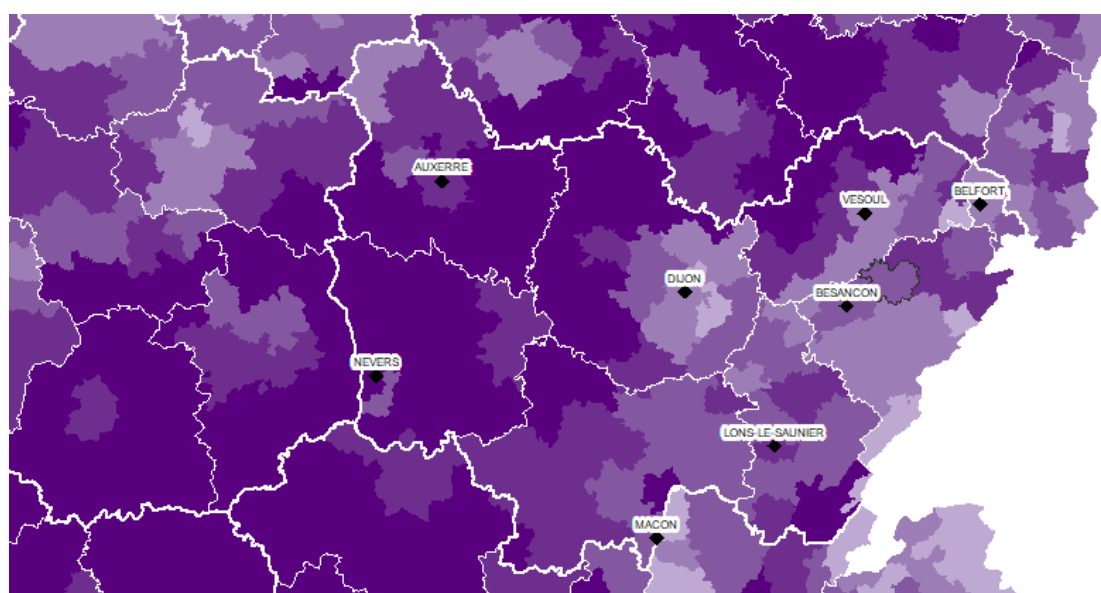 AUXERRE
BELFORT
VESOUL
DIJON
BESANCON
NEVERS
LONS-LE-SAUNIER
MACON